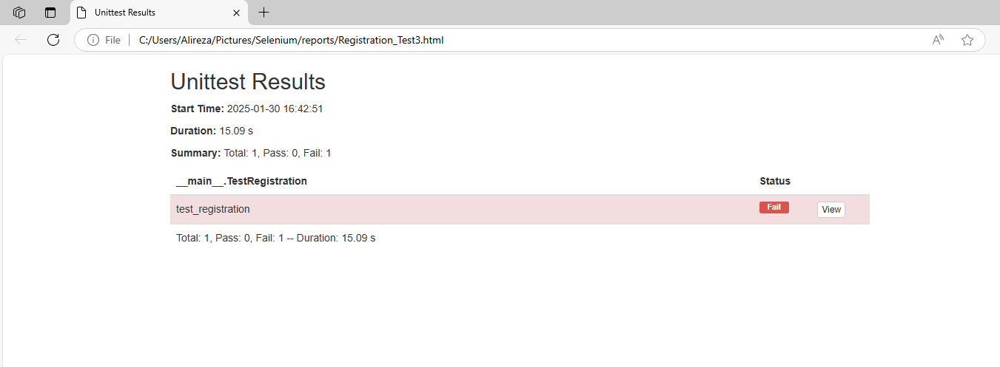 Unittest Results
File
C:/Users/Alireza/Pictures/Selenium/reports/Registration_Test3.html
Unittest Results
Start Time: 2025-01-30 16:42:51
Duration: 15.09 s
Summary: Total: 1, Pass: 0, Fail: 1
__main__.TestRegistration Status
test_registration Fail View
Total: 1, Pass: 0, Fail: 1 -- Duration: 15.09 s